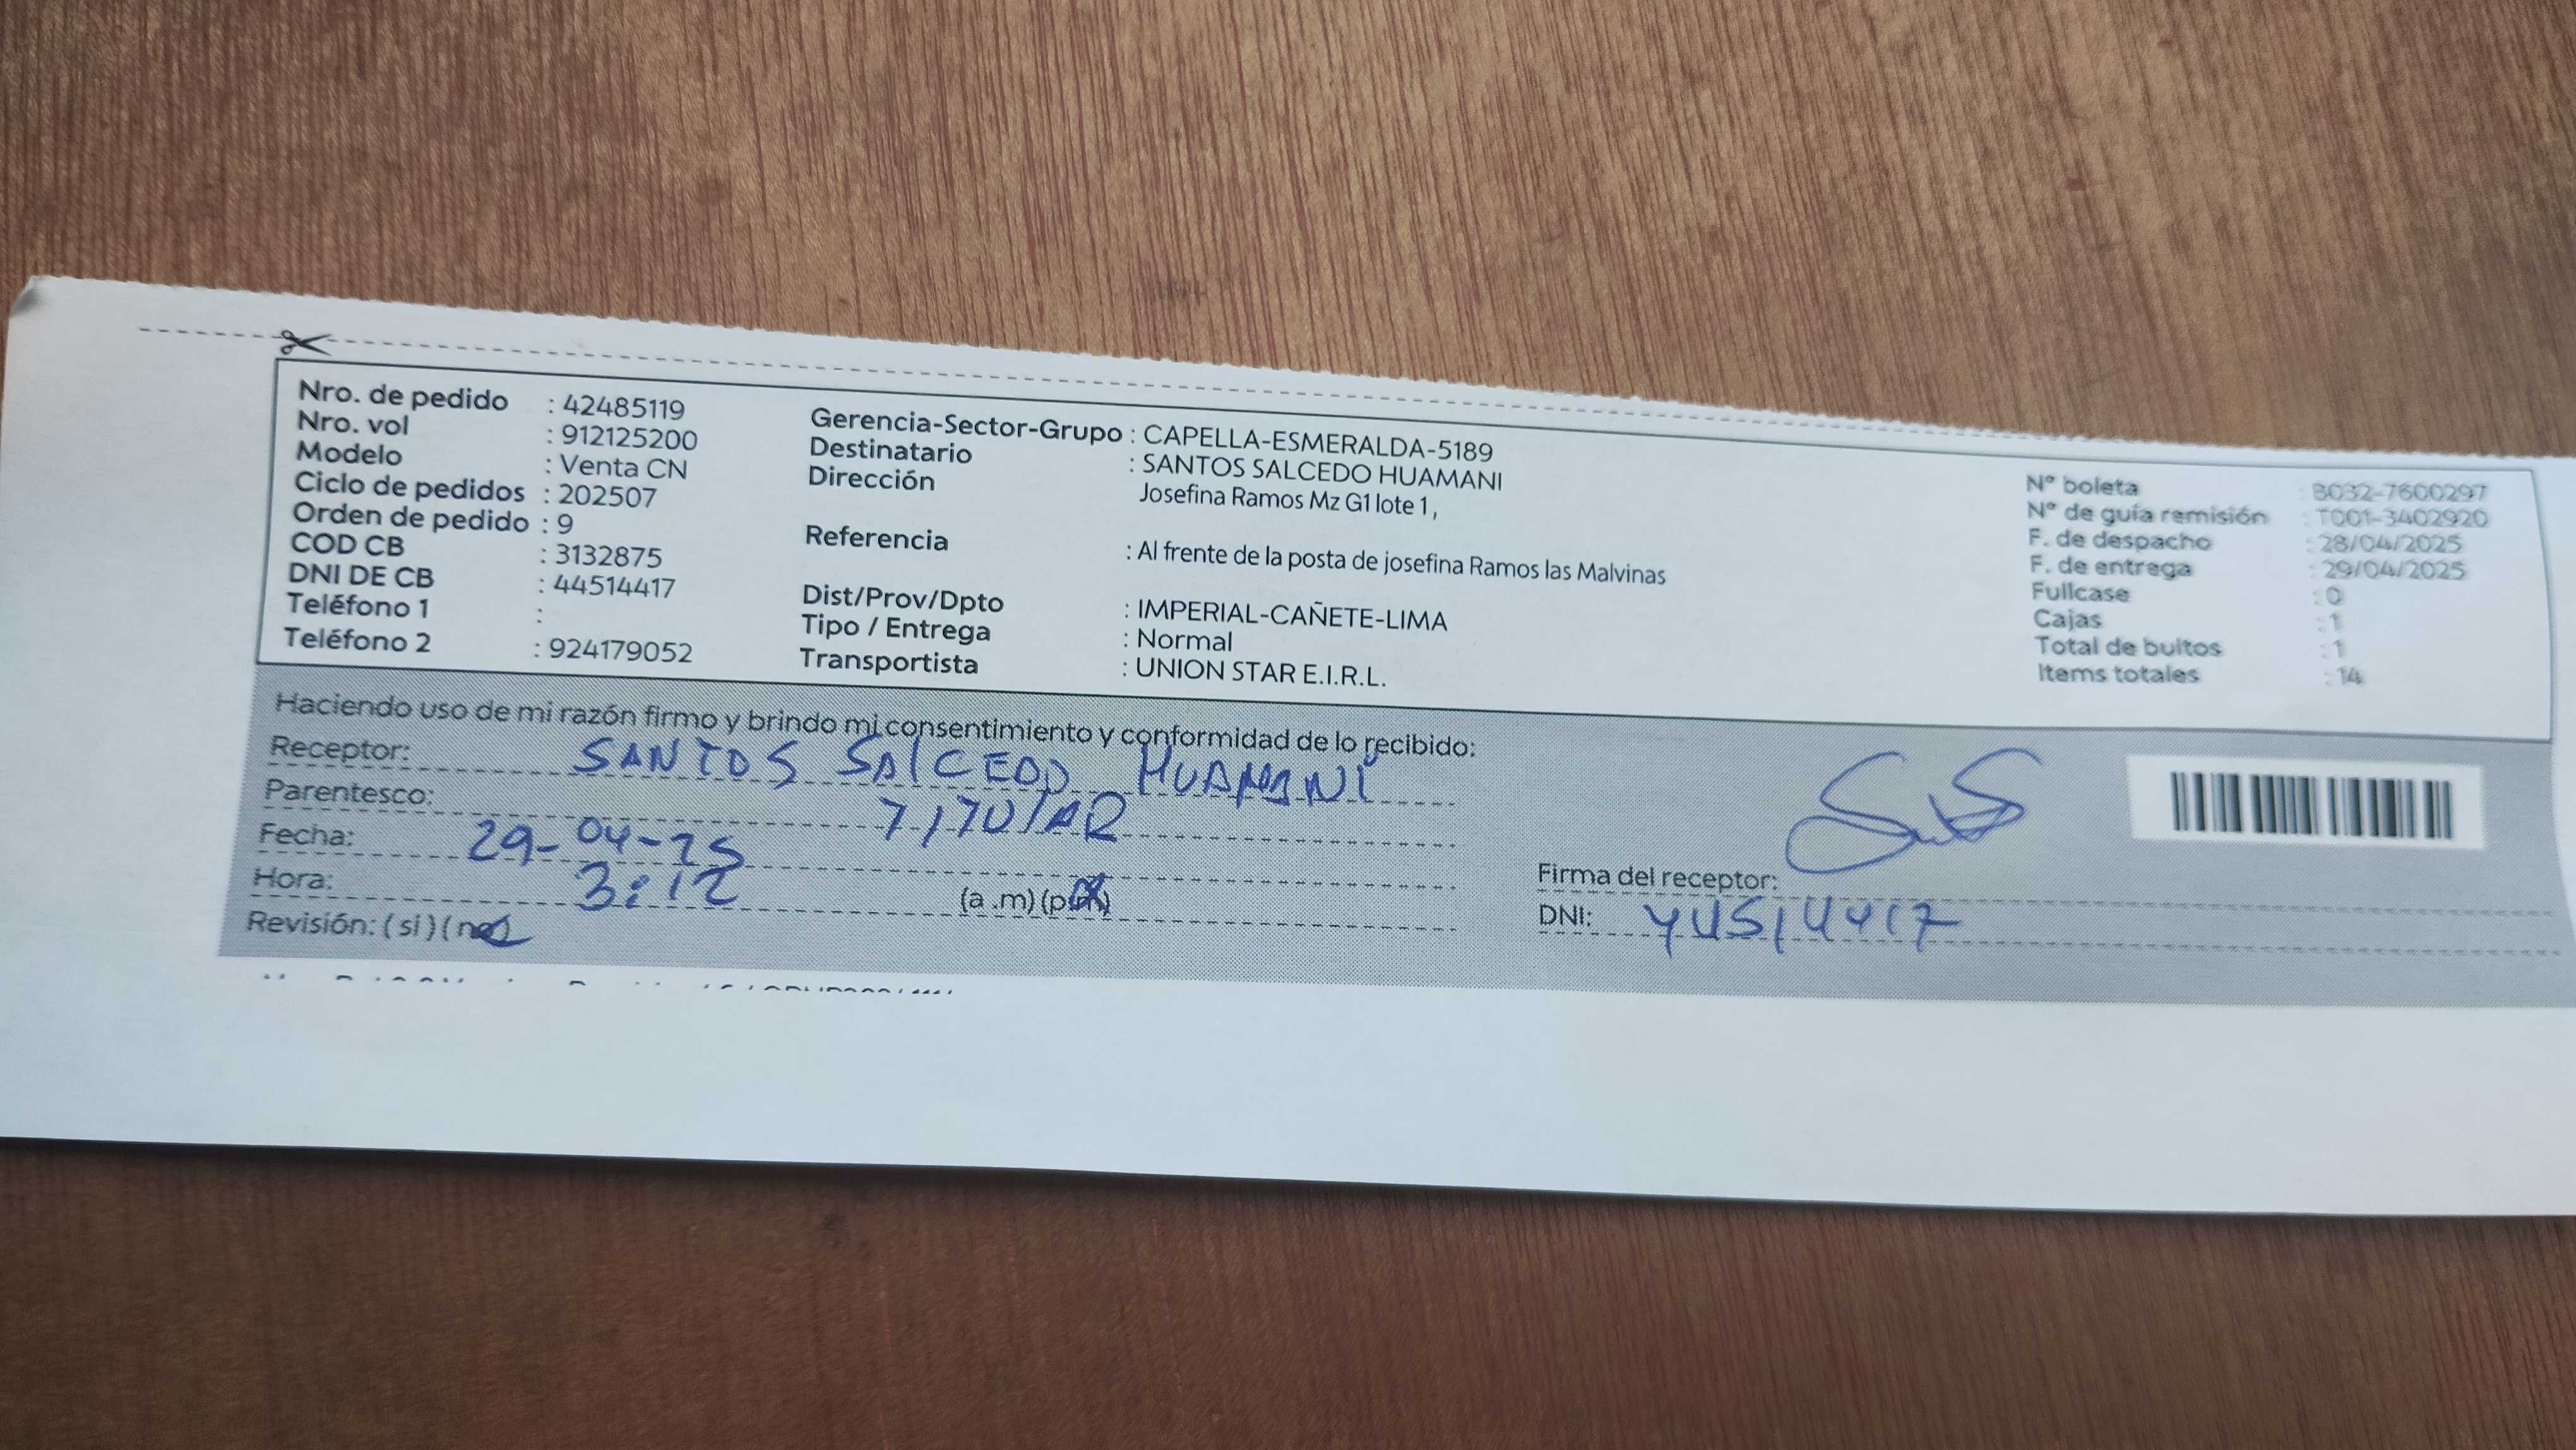 Nro. de pedido : 42485119
Nro. vol : 912125200
Modelo : Venta CN
Ciclo de pedidos : 202507
Orden de pedido : 9
COD CB : 3132875
DNI DE CB : 44514417
Teléfono 1 :
Teléfono 2 : 924179052
Gerencia-Sector-Grupo : CAPELLA-ESMERALDA-5189
Destinatario : SANTOS SALCEDO HUAMANI
Dirección Josefina Ramos Mz G1 lote 1,
Referencia : Al frente de la posta de josefina Ramos las Malvinas
Dist/Prov/Dpto : IMPERIAL-CAÑETE-LIMA
Tipo / Entrega : Normal
Transportista : UNION STAR E.I.R.L.
N° boleta : B032-7600297
N° de guía remisión : T001-3402920
F. de despacho : 28/04/2025
F. de entrega : 29/04/2025
Fullcase : 0
Cajas : 1
Total de bultos : 1
Items totales : 14
Haciendo uso de mi razón firmo y brindo mi consentimiento y conformidad de lo recibido:
Receptor: SANTOS SALCEDO HUAMANI
Parentesco: TITULAR
Fecha: 29-04-25
Hora: 3:12 (a .m) (p.m)
Revisión: (si) (no)
Firma del receptor:
DNI: 44514417